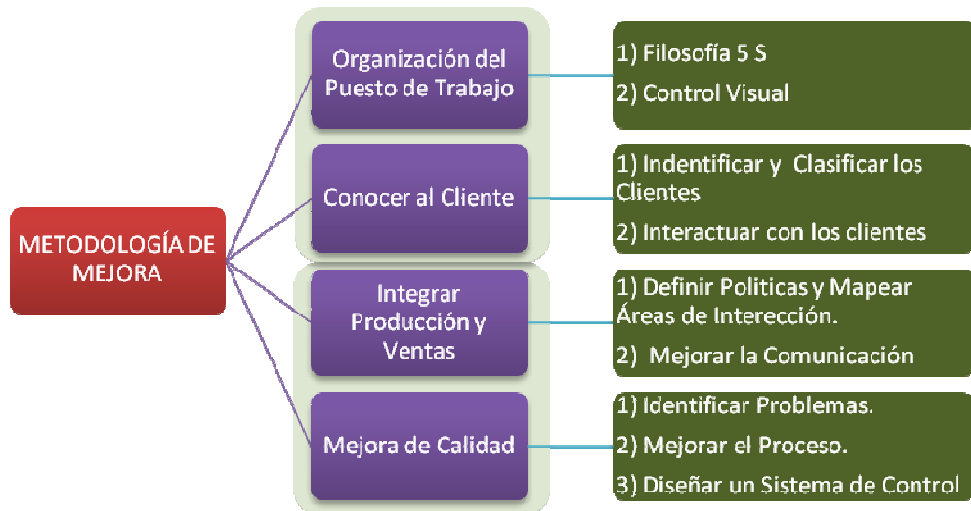 METODOLOGÍA DE
MEJORA
Organización del
Puesto de Trabajo
1) Filosofía 5 S
2) Control Visual
Conocer al Cliente
1) Indentificar y Clasificar los
Clientes
2) Interactuar con los clientes
Integrar
Producción y
Ventas
1) Definir Politicas y Mapear
Áreas de Interección.
2) Mejorar la Comunicación
Mejora de Calidad
1) Identificar Problemas.
2) Mejorar el Proceso.
3) Diseñar un Sistema de Control